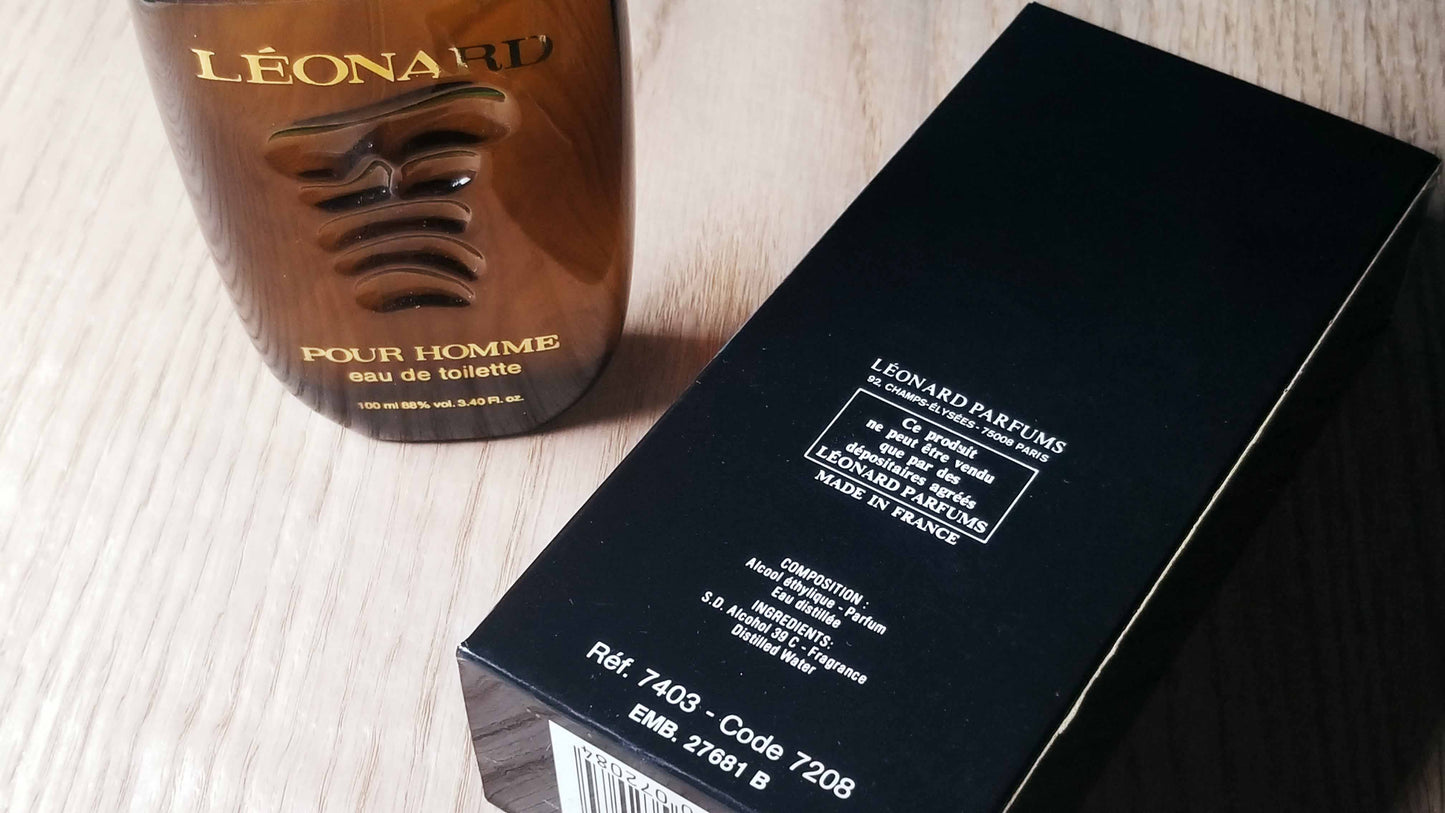 LÉONARD
POUR HOMME
eau de toilette
100 ml 88% vol. 3.40 Fl. oz.
LÉONARD PARFUMS
92, CHAMPS-ÉLYSÉES - 75008 PARIS
Ce produit
ne peut être vendu
que par des
dépositaires agréés
LÉONARD PARFUMS
MADE IN FRANCE
COMPOSITION :
Alcool éthylique - Parfum
Eau distillée
INGREDIENTS:
S.D. Alcohol 39 C - Fragrance
Distilled Water
Réf. 7403 - Code 7208
EMB. 27681 B